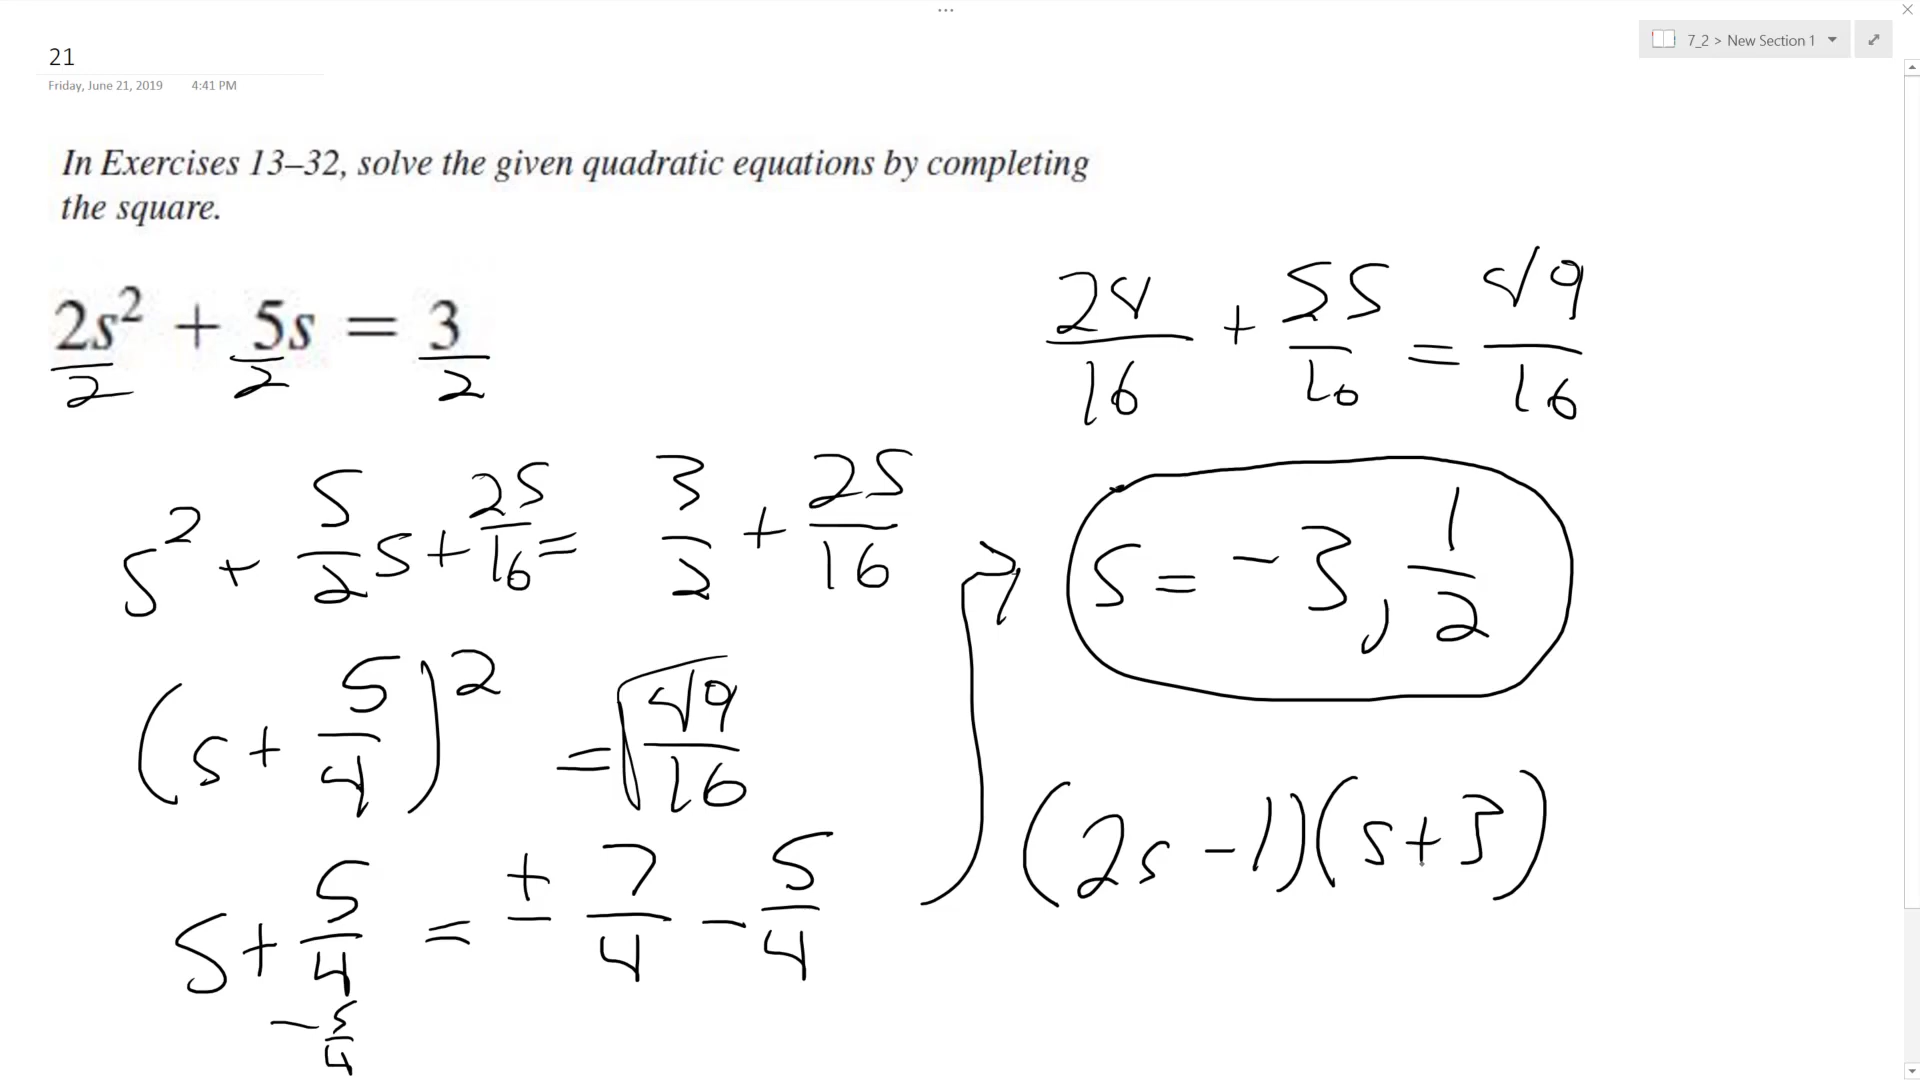 21
Friday, June 21, 2019 4:41 PM
7_2 > New Section 1
In Exercises 13–32, solve the given quadratic equations by completing
the square.
2s² + 5s = 3
2 2 2
24/16 + 55/16 = 49/16
s² + 5/2 s + 25/16 = 3/2 + 25/16
s = -3, 1/2
(s + 5/4)² = √49/16
(2s - 1)(s + 3)
s + 5/4 = ± 7/4 - 5/4
- 5/4